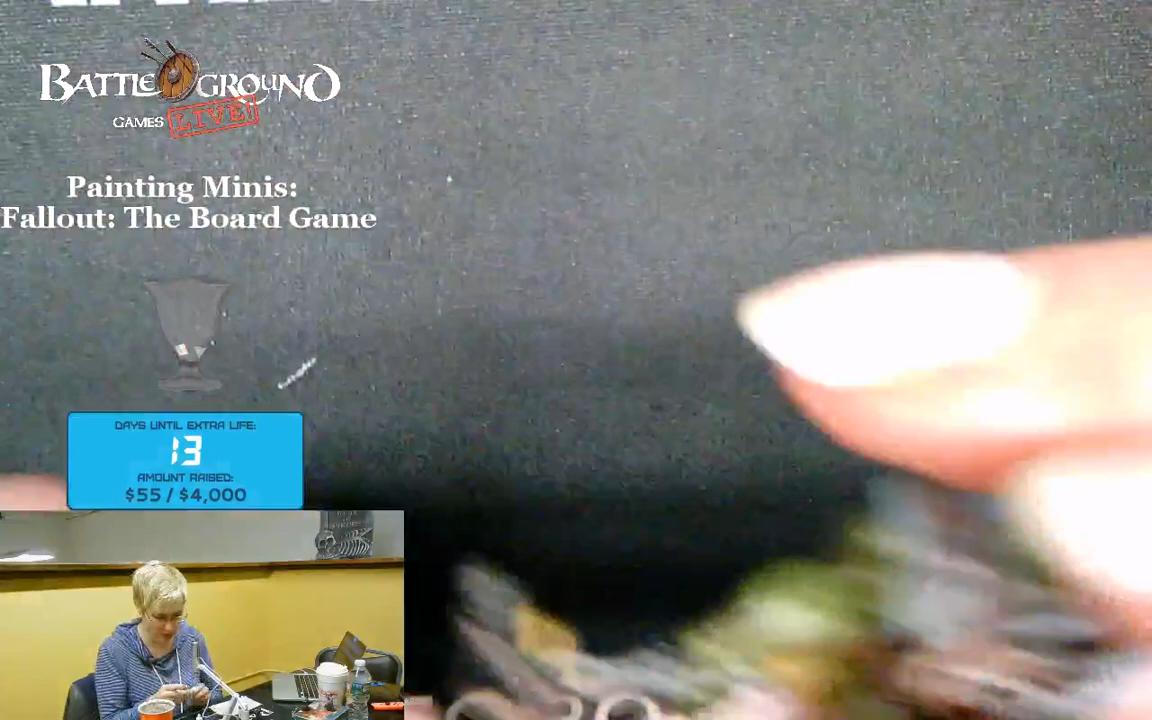 BATTLEGROUND
GAMES LIVE!
Painting Minis:
Fallout: The Board Game
DAYS UNTIL EXTRA LIFE:
13
AMOUNT RAISED:
$55 / $4,000